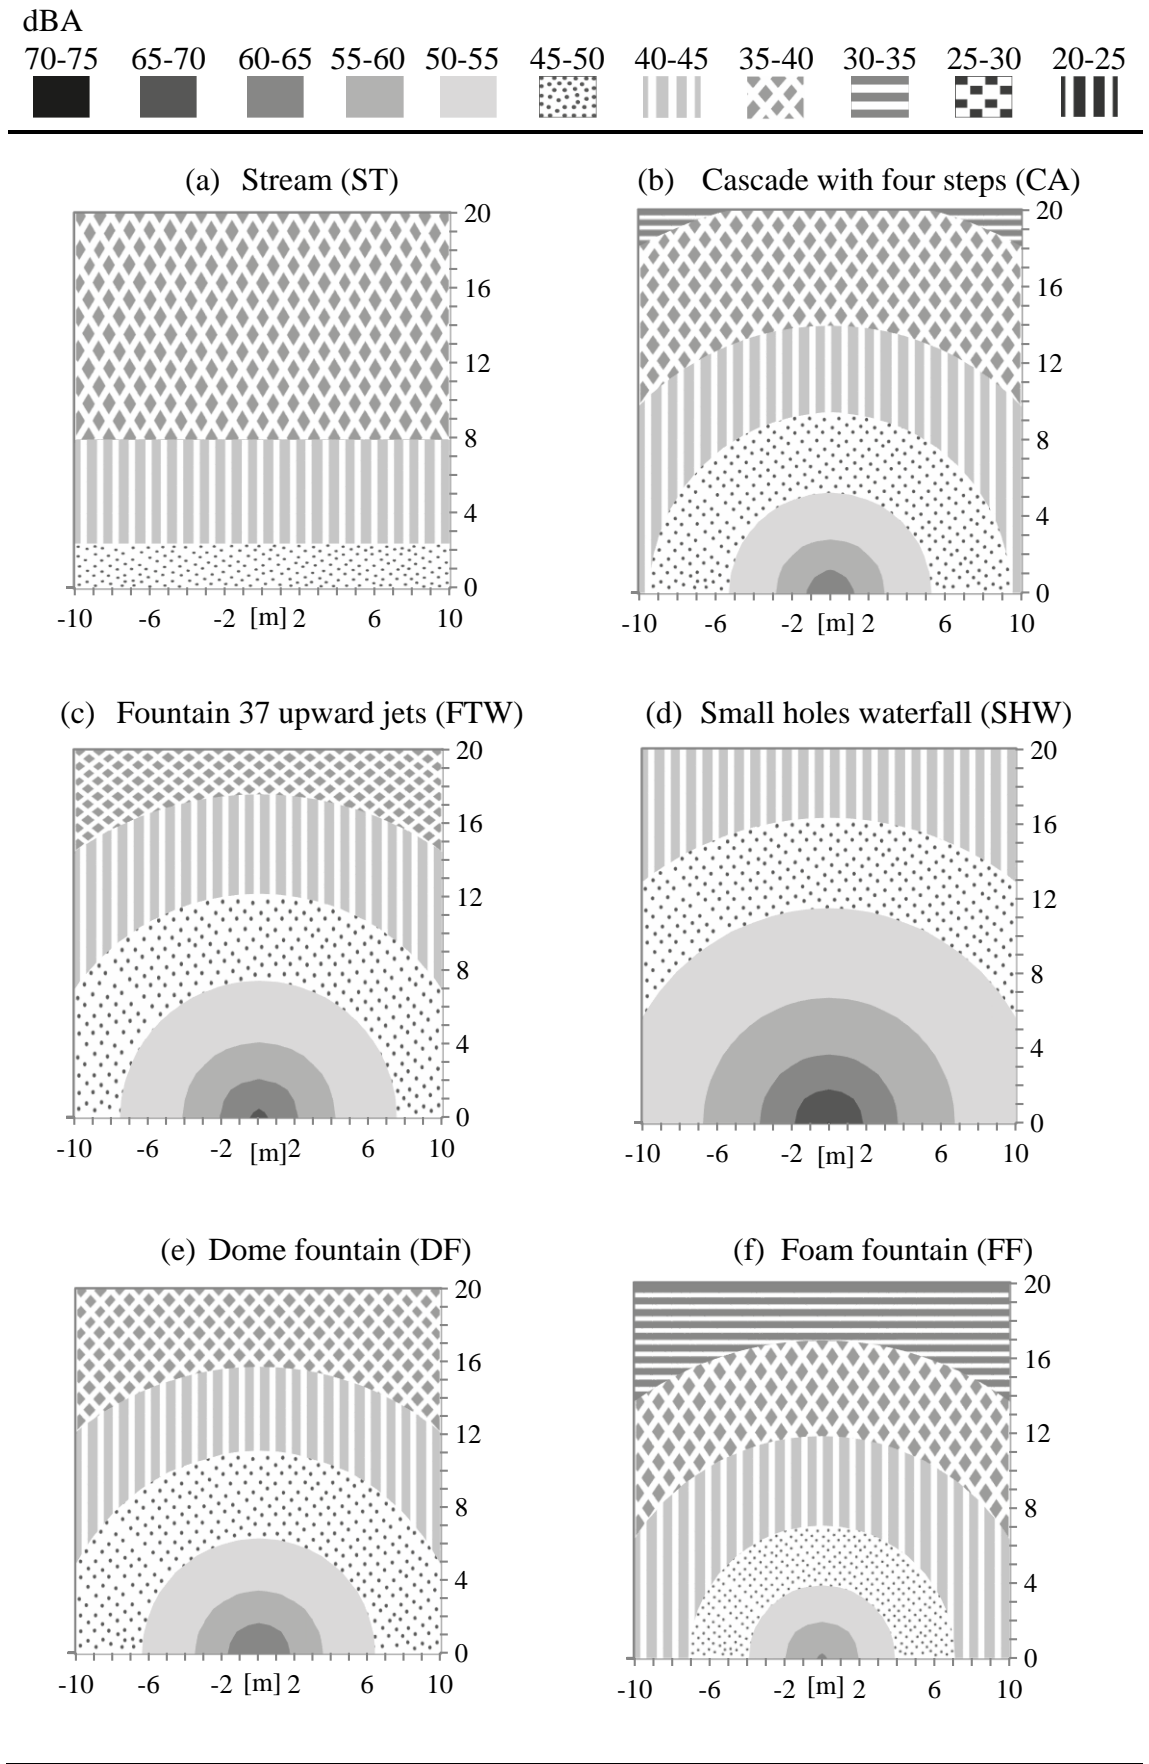 dBA
70-75 65-70 60-65 55-60 50-55 45-50 40-45 35-40 30-35 25-30 20-25
(a) Stream (ST)
20
16
12
8
4
0
-10 -6 -2 [m] 2 6 10
(b) Cascade with four steps (CA)
20
16
12
8
4
0
-10 -6 -2 [m] 2 6 10
(c) Fountain 37 upward jets (FTW)
20
16
12
8
4
0
-10 -6 -2 [m] 2 6 10
(d) Small holes waterfall (SHW)
20
16
12
8
4
0
-10 -6 -2 [m] 2 6 10
(e) Dome fountain (DF)
20
16
12
8
4
0
-10 -6 -2 [m] 2 6 10
(f) Foam fountain (FF)
20
16
12
8
4
0
-10 -6 -2 [m] 2 6 10